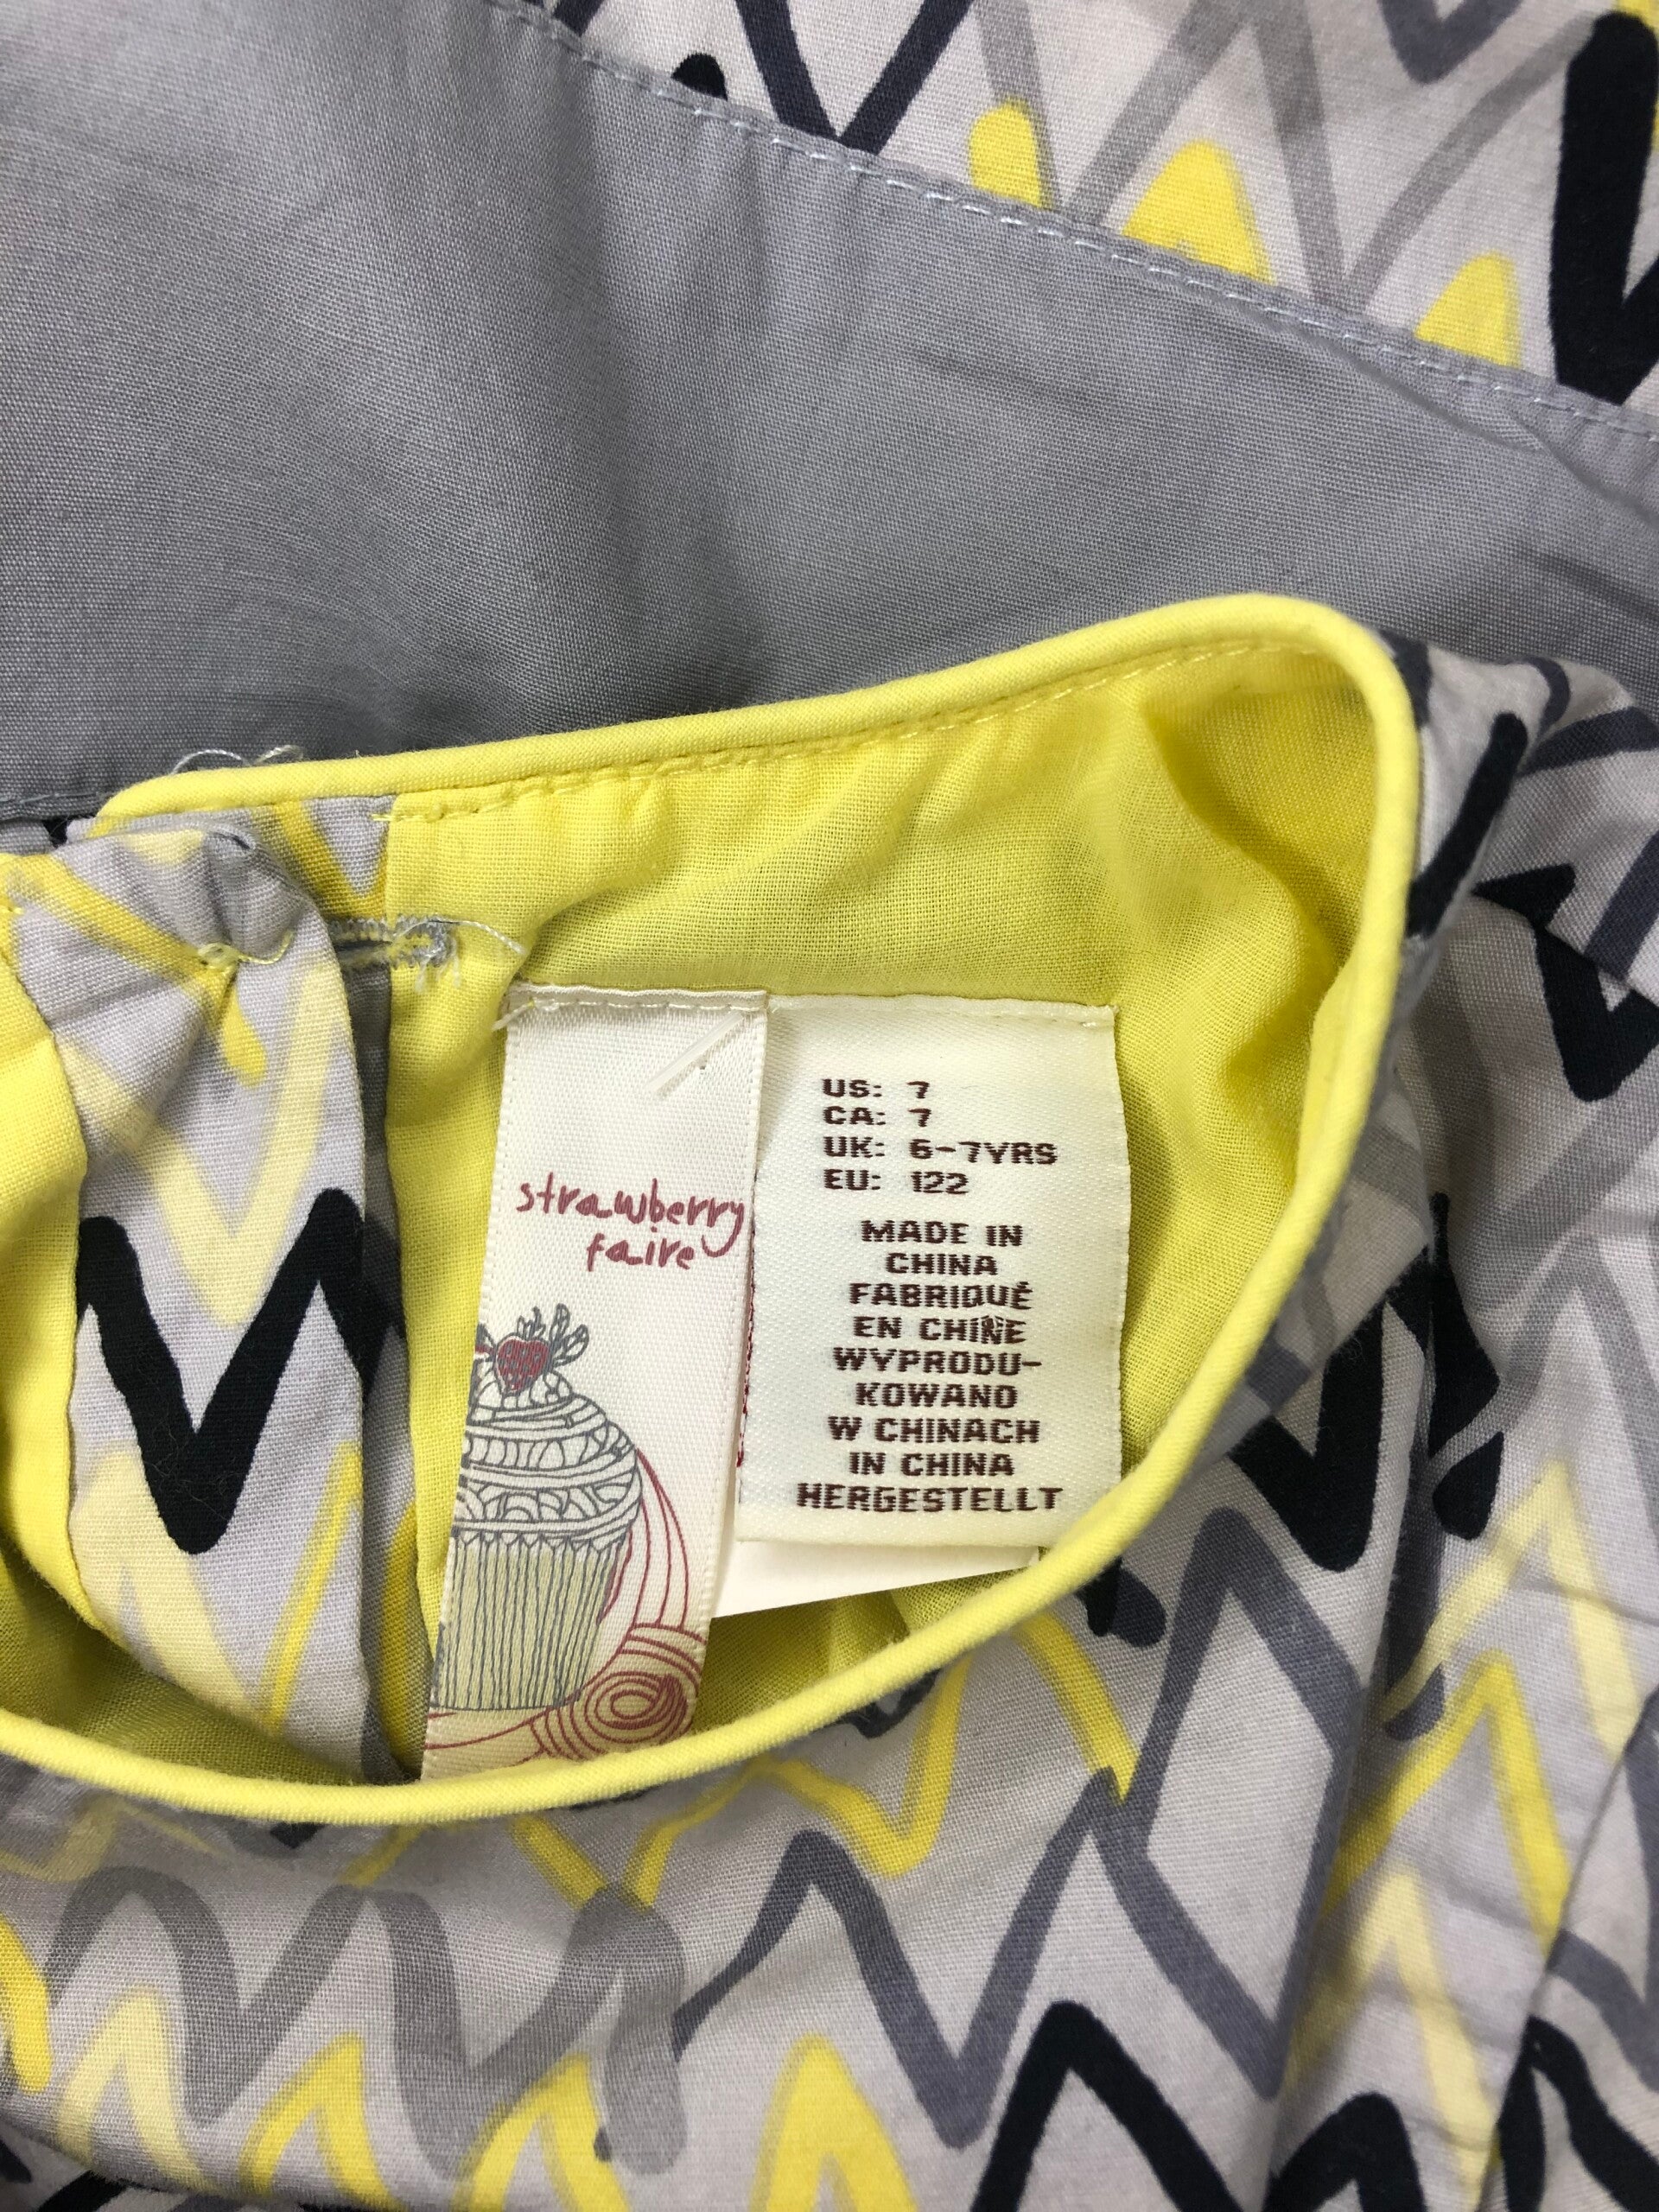 strawberry
faire
US: 7
CA: 7
UK: 6-7YRS
EU: 122
MADE IN
CHINA
FABRIQUÉ
EN CHINE
WYPRODU-
KOWANO
W CHINACH
IN CHINA
HERGESTELLT